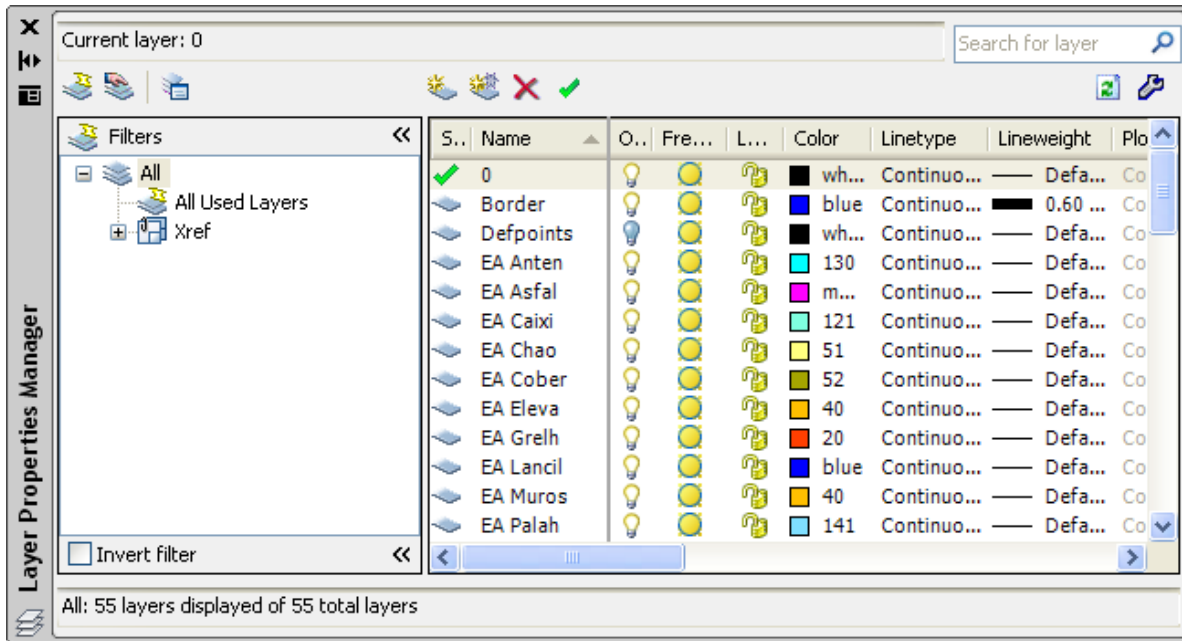 Current layer: 0
Search for layer
Filters
All
All Used Layers
Xref
Invert filter
S.. Name O.. Fre... L... Color Linetype Lineweight Plo
0 wh... Continuo... Defa... Co
Border blue Continuo... 0.60 ... Co
Defpoints wh... Continuo... Defa... Co
EA Anten 130 Continuo... Defa... Co
EA Asfal m... Continuo... Defa... Co
EA Caixi 121 Continuo... Defa... Co
EA Chao 51 Continuo... Defa... Co
EA Cober 52 Continuo... Defa... Co
EA Eleva 40 Continuo... Defa... Co
EA Grelh 20 Continuo... Defa... Co
EA Lancil blue Continuo... Defa... Co
EA Muros 40 Continuo... Defa... Co
EA Palah 141 Continuo... Defa... Co
All: 55 layers displayed of 55 total layers
Layer Properties Manager